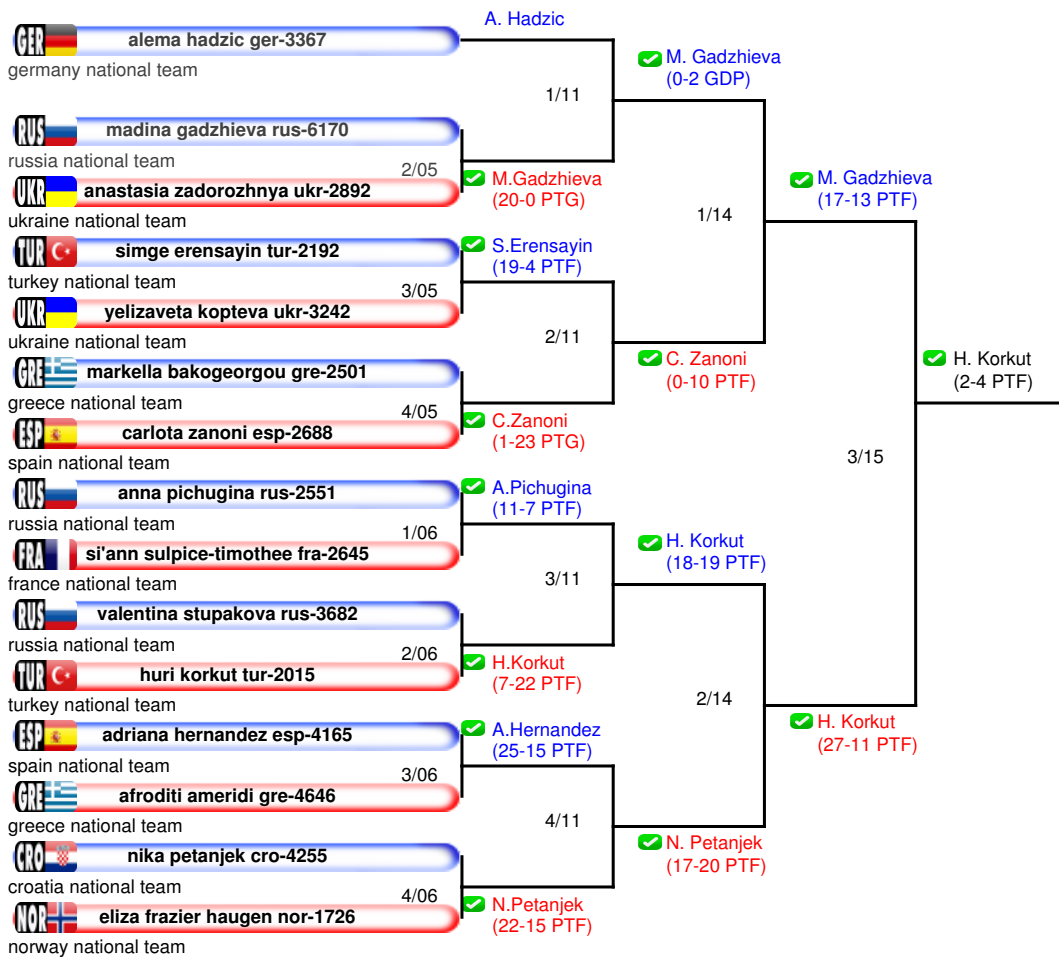 A. Hadzic
GER
alema hadzic ger-3367
germany national team
M. Gadzhieva
(0-2 GDP)
1/11
RUS
madina gadzhieva rus-6170
russia national team
2/05
UKR
anastasia zadorozhnya ukr-2892
ukraine national team
M.Gadzhieva
(20-0 PTG)
M. Gadzhieva
(17-13 PTF)
1/14
TUR
simge erensayin tur-2192
turkey national team
S.Erensayin
(19-4 PTF)
3/05
UKR
yelizaveta kopteva ukr-3242
ukraine national team
2/11
C. Zanoni
(0-10 PTF)
H. Korkut
(2-4 PTF)
GRE
markella bakogeorgou gre-2501
greece national team
4/05
ESP
carlota zanoni esp-2688
spain national team
C.Zanoni
(1-23 PTG)
3/15
RUS
anna pichugina rus-2551
russia national team
A.Pichugina
(11-7 PTF)
1/06
FRA
si'ann sulpice-timothee fra-2645
france national team
H. Korkut
(18-19 PTF)
3/11
RUS
valentina stupakova rus-3682
russia national team
2/06
TUR
huri korkut tur-2015
turkey national team
H.Korkut
(7-22 PTF)
2/14
H. Korkut
(27-11 PTF)
ESP
adriana hernandez esp-4165
spain national team
A.Hernandez
(25-15 PTF)
3/06
GRE
afroditi ameridi gre-4646
greece national team
4/11
N. Petanjek
(17-20 PTF)
CRO
nika petanjek cro-4255
croatia national team
4/06
NOR
eliza frazier haugen nor-1726
norway national team
N.Petanjek
(22-15 PTF)